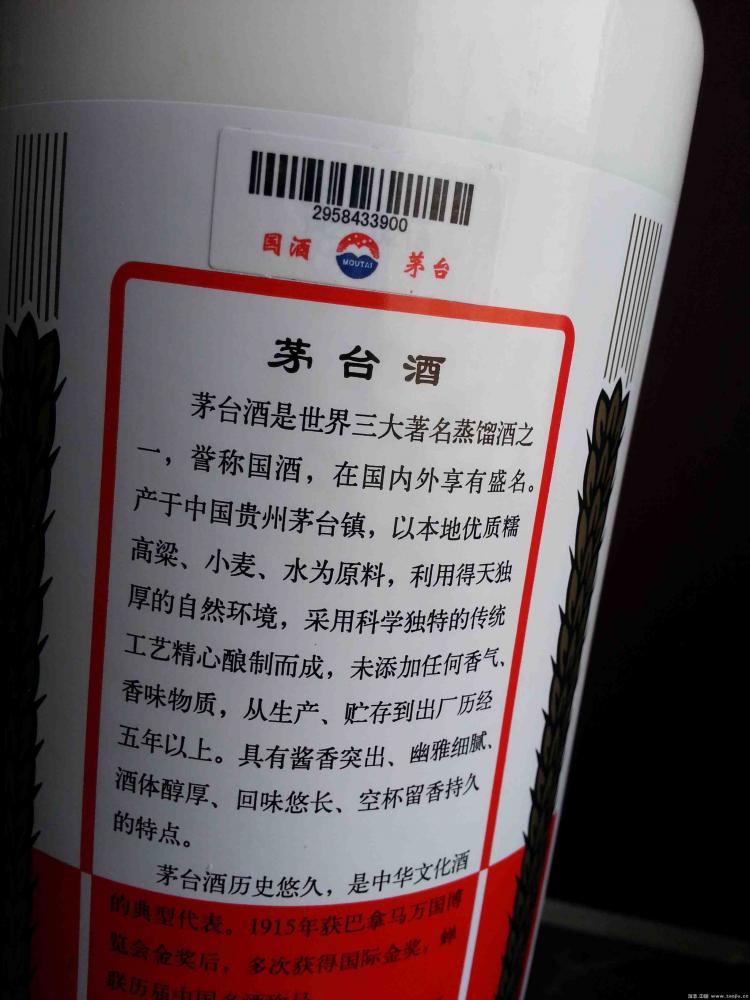 2958433900
国酒 MOUTAI 茅台
茅台酒
茅台酒是世界三大著名蒸馏酒之
一，誉称国酒，在国内外享有盛名。
产于中国贵州茅台镇，以本地优质糯
高粱、小麦、水为原料，利用得天独
厚的自然环境，采用科学独特的传统
工艺精心酿制而成，未添加任何香气、
香味物质，从生产、贮存到出厂历经
五年以上。具有酱香突出、幽雅细腻、
酒体醇厚、回味悠长、空杯留香持久
的特点。
茅台酒历史悠久，是中华文化酒
的典型代表。1915年获巴拿马万国博
览会金奖后，多次获得国际金奖，蝉
联历届中国名酒称号